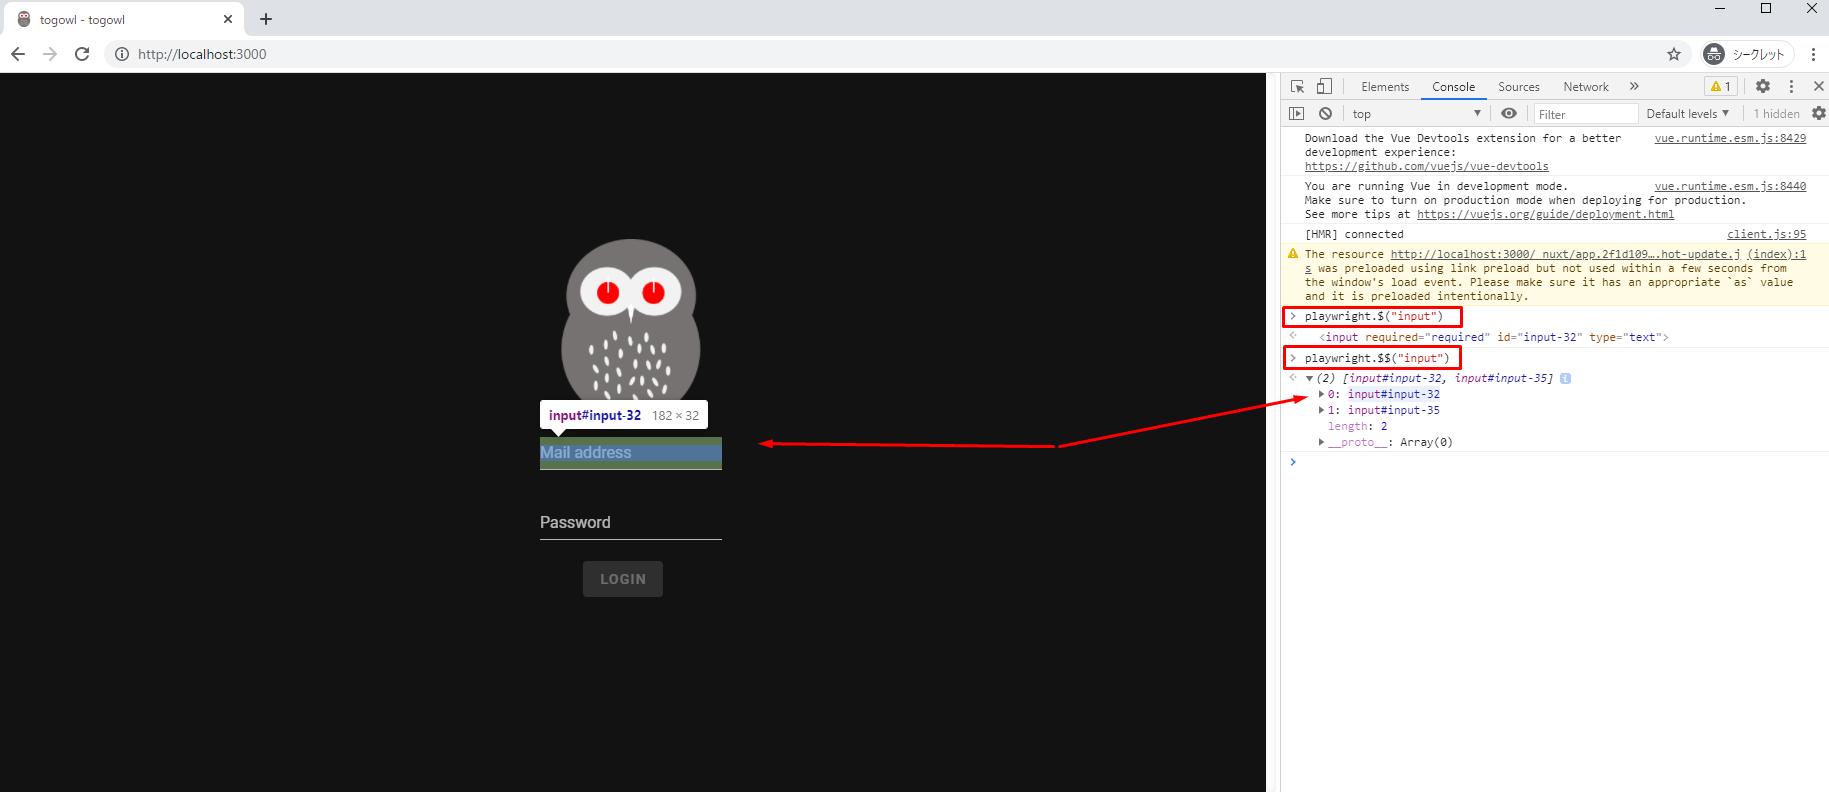 togowl - togowl
http://localhost:3000
シークレット
Elements Console Sources Network » 1
top Filter Default levels 1 hidden
Download the Vue Devtools extension for a better vue.runtime.esm.js:8429
development experience:
https://github.com/vuejs/vue-devtools
You are running Vue in development mode. vue.runtime.esm.js:8440
Make sure to turn on production mode when deploying for production.
See more tips at https://vuejs.org/guide/deployment.html
[HMR] connected client.js:95
The resource http://localhost:3000/_nuxt/app.2f1d109….hot-update.j (index):1
s was preloaded using link preload but not used within a few seconds from
the window's load event. Please make sure it has an appropriate `as` value
and it is preloaded intentionally.
> playwright.$("input")
<input required="required" id="input-32" type="text">
> playwright.$$("input")
(2) [input#input-32, input#input-35] i
0: input#input-32
1: input#input-35
length: 2
__proto__: Array(0)
>
input#input-32 182 × 32
Mail address
Password
LOGIN